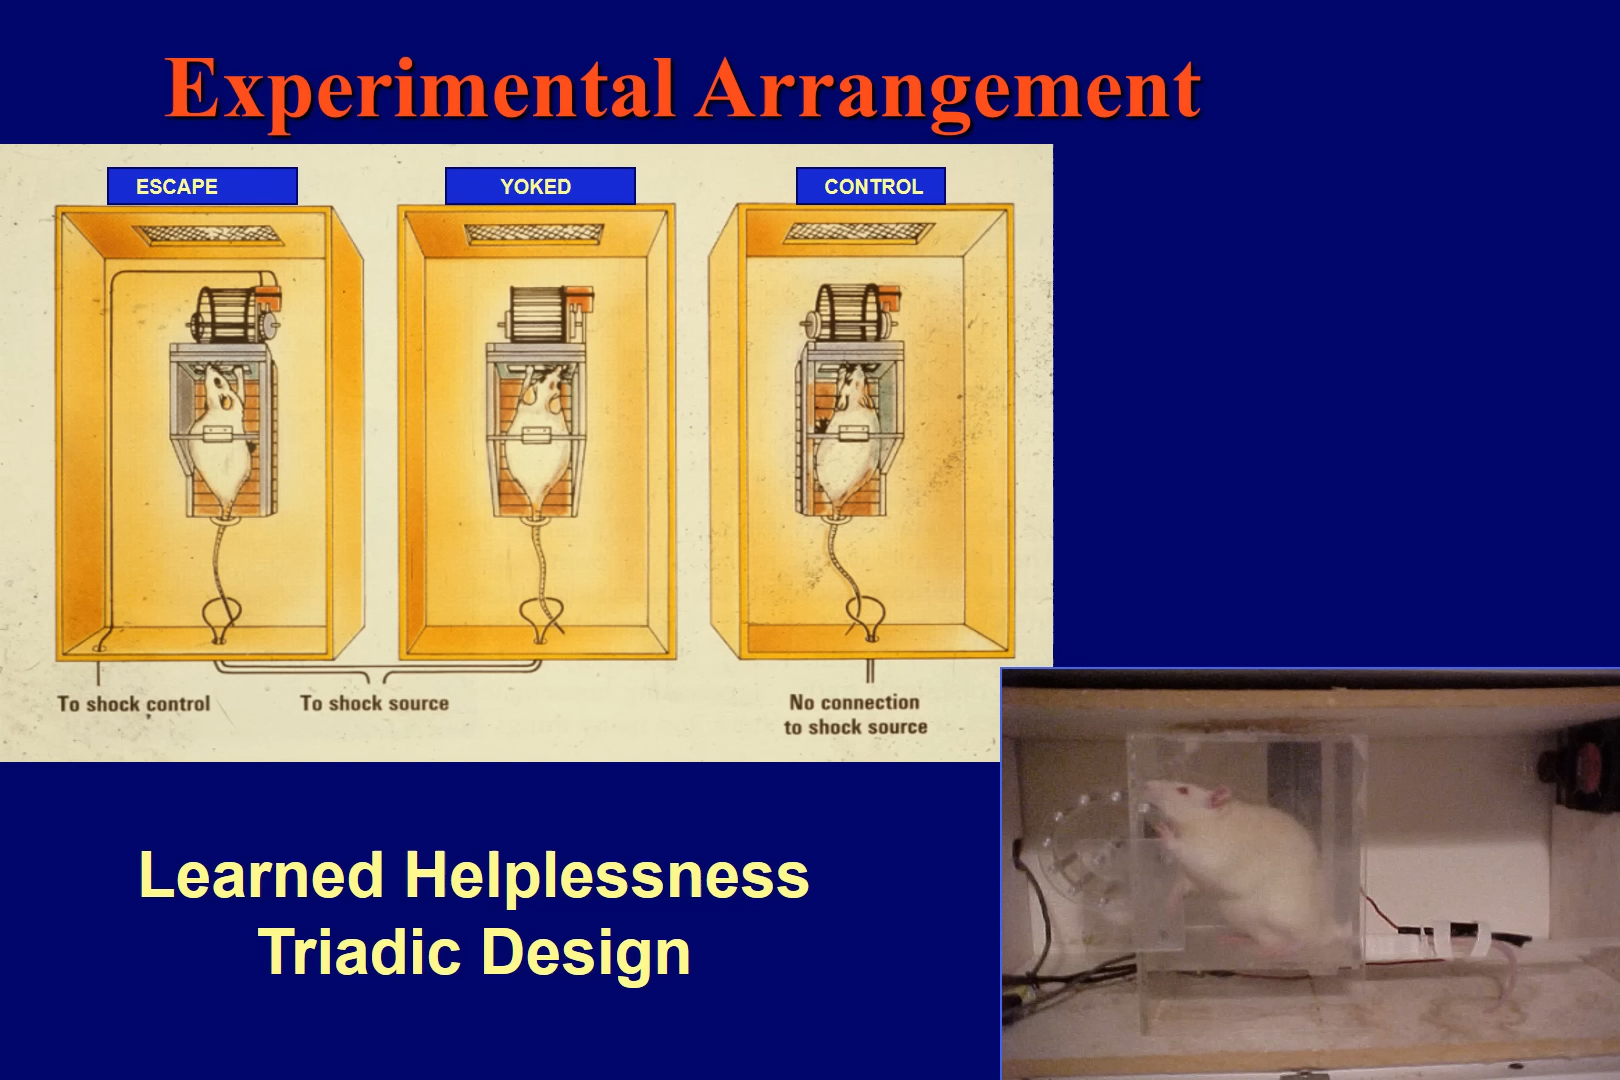 Experimental Arrangement
ESCAPE
YOKED
CONTROL
To shock control
To shock source
No connection
to shock source
Learned Helplessness
Triadic Design